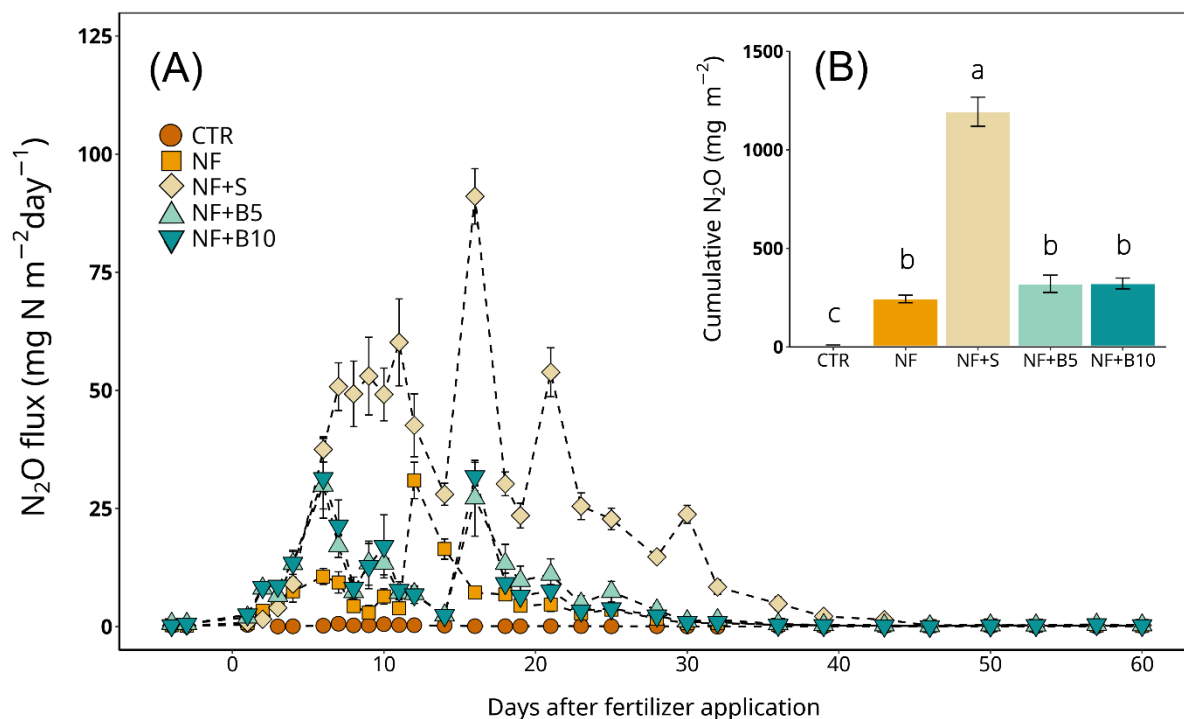 (A)
N₂O flux (mg N m⁻²day⁻¹)
125
100
75
50
25
0
CTR
NF
NF+S
NF+B5
NF+B10
0
10
20
30
40
50
60
Days after fertilizer application
(B)
Cumulative N₂O (mg m⁻²)
1500
1000
500
0
c
b
a
b
b
CTR
NF
NF+S
NF+B5
NF+B10